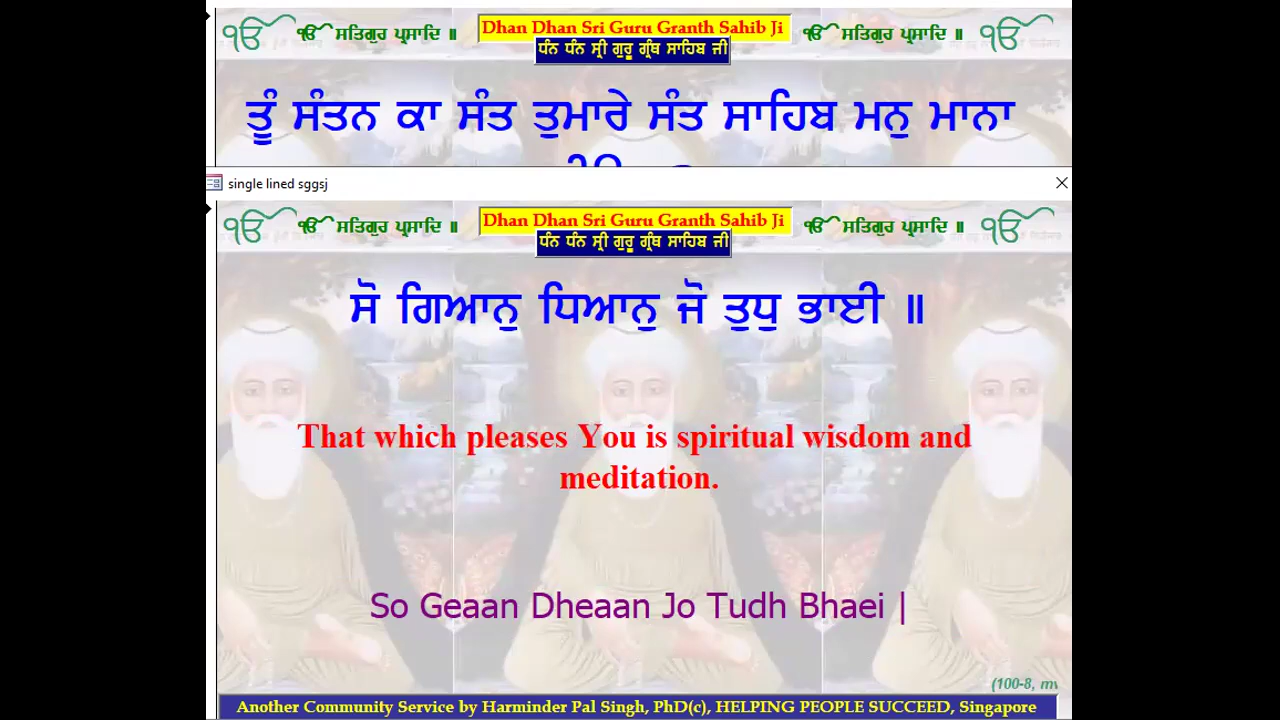 ੴ ੴ ਸਤਿਗੁਰ ਪ੍ਰਸਾਦਿ ॥ Dhan Dhan Sri Guru Granth Sahib Ji ੴ ਸਤਿਗੁਰ ਪ੍ਰਸਾਦਿ ॥ ੴ
ਧੰਨ ਧੰਨ ਸ੍ਰੀ ਗੁਰੂ ਗ੍ਰੰਥ ਸਾਹਿਬ ਜੀ
ਤੂੰ ਸੰਤਨ ਕਾ ਸੰਤ ਤੁਮਾਰੇ ਸੰਤ ਸਾਹਿਬ ਮਨੁ ਮਾਨਾ
single lined sggsj
ੴ ੴ ਸਤਿਗੁਰ ਪ੍ਰਸਾਦਿ ॥ Dhan Dhan Sri Guru Granth Sahib Ji ੴ ਸਤਿਗੁਰ ਪ੍ਰਸਾਦਿ ॥ ੴ
ਧੰਨ ਧੰਨ ਸ੍ਰੀ ਗੁਰੂ ਗ੍ਰੰਥ ਸਾਹਿਬ ਜੀ
ਸੋ ਗਿਆਨੁ ਧਿਆਨੁ ਜੋ ਤੁਧੁ ਭਾਈ ॥
That which pleases You is spiritual wisdom and
meditation.
So Geaan Dheaan Jo Tudh Bhaei |
(100-8,
Another Community Service by Harminder Pal Singh, PhD(c), HELPING PEOPLE SUCCEED, Singapore